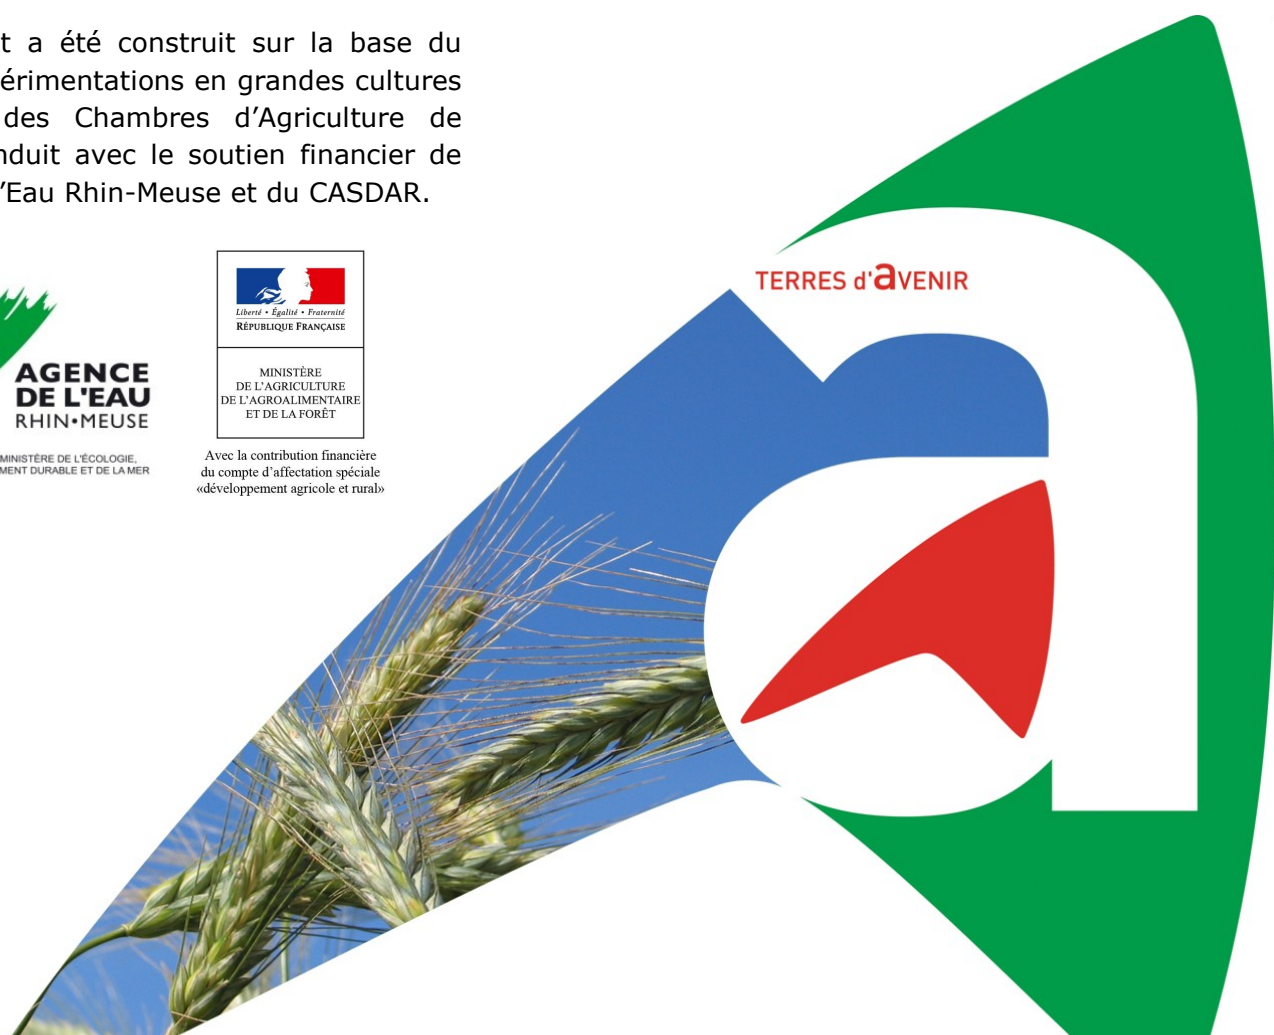 t a été construit sur la base du
érimentations en grandes cultures
des Chambres d’Agriculture de
nduit avec le soutien financier de
’Eau Rhin-Meuse et du CASDAR.
TERRES d'aVENIR
Liberté • Égalité • Fraternité
RÉPUBLIQUE FRANÇAISE
AGENCE
DE L'EAU
RHIN•MEUSE
MINISTÈRE DE L'ÉCOLOGIE,
MENT DURABLE ET DE LA MER
MINISTÈRE
DE L’AGRICULTURE
DE L’AGROALIMENTAIRE
ET DE LA FORÊT
Avec la contribution financière
du compte d’affectation spéciale
«développement agricole et rural»
a